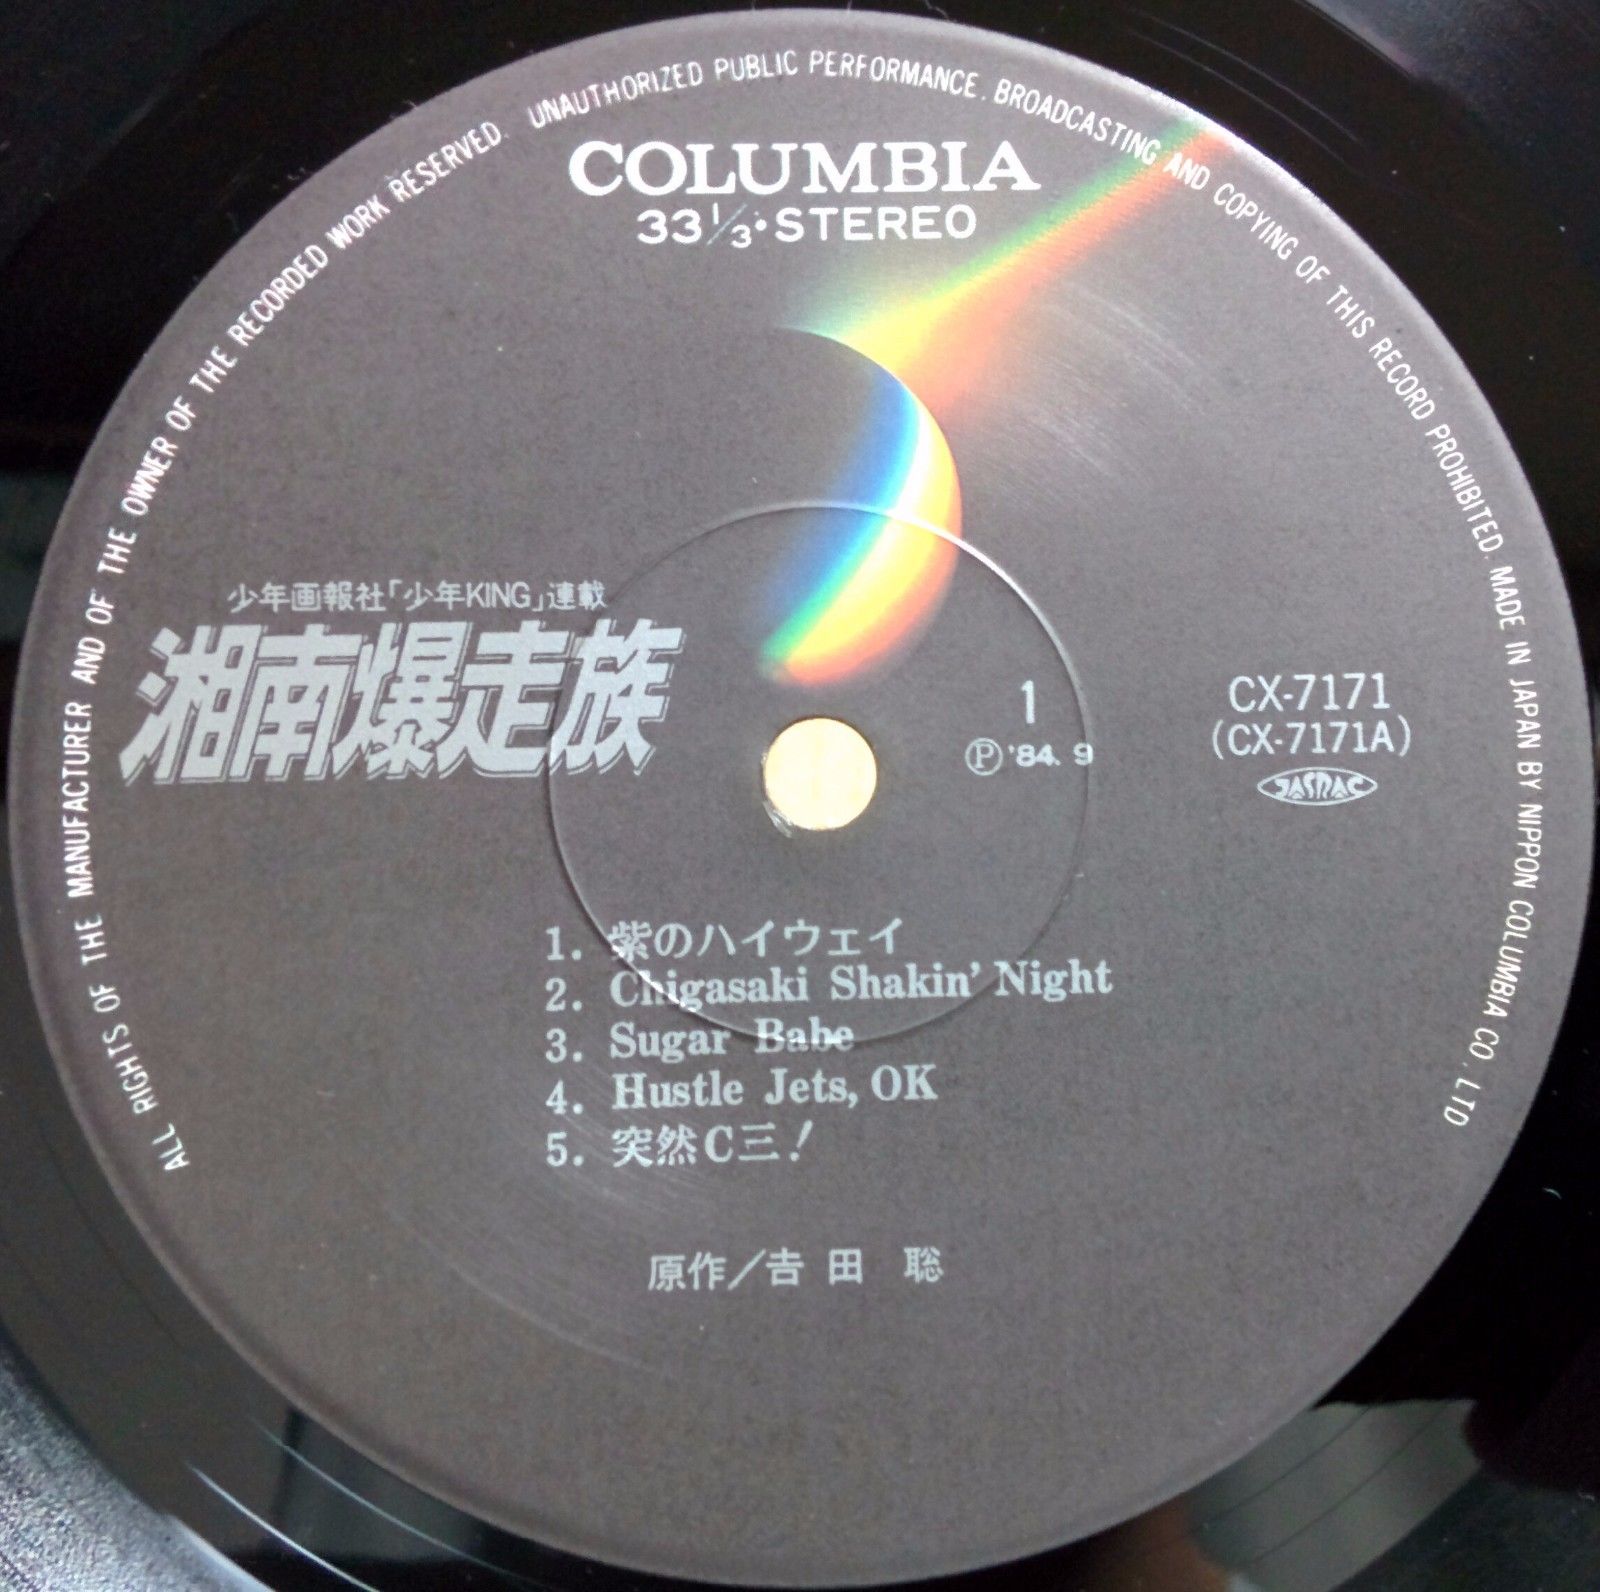 ALL RIGHTS OF THE MANUFACTURER AND OF THE OWNER OF THE RECORDED WORK RESERVED. UNAUTHORIZED PUBLIC PERFORMANCE. BROADCASTING AND COPYING OF THIS RECORD PROHIBITED. MADE IN JAPAN BY NIPPON COLUMBIA CO., LTD
COLUMBIA
33 1/3・STEREO
少年画報社「少年KING」連載
湘南爆走族
1
Ⓟ '84. 9
CX-7171
(CX-7171A)
JASRAC
1. 紫のハイウェイ
2. Chigasaki Shakin' Night
3. Sugar Babe
4. Hustle Jets, OK
5. 突然C三!
原作/吉田 聡